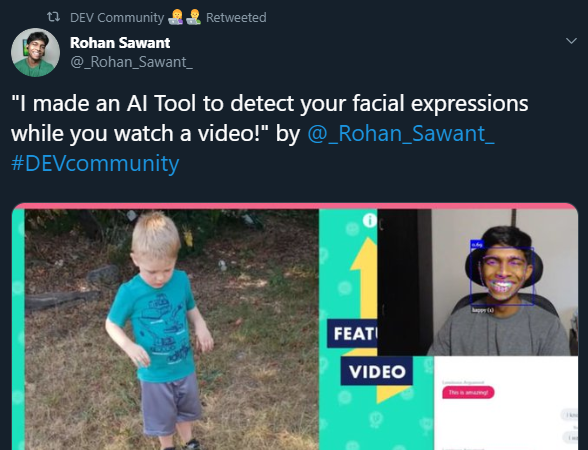 DEV Community 👩‍💻👨‍💻 Retweeted
Rohan Sawant
@_Rohan_Sawant_
"I made an AI Tool to detect your facial expressions
while you watch a video!" by @_Rohan_Sawant_
#DEVcommunity
VIDEO
happy
This is amazing!